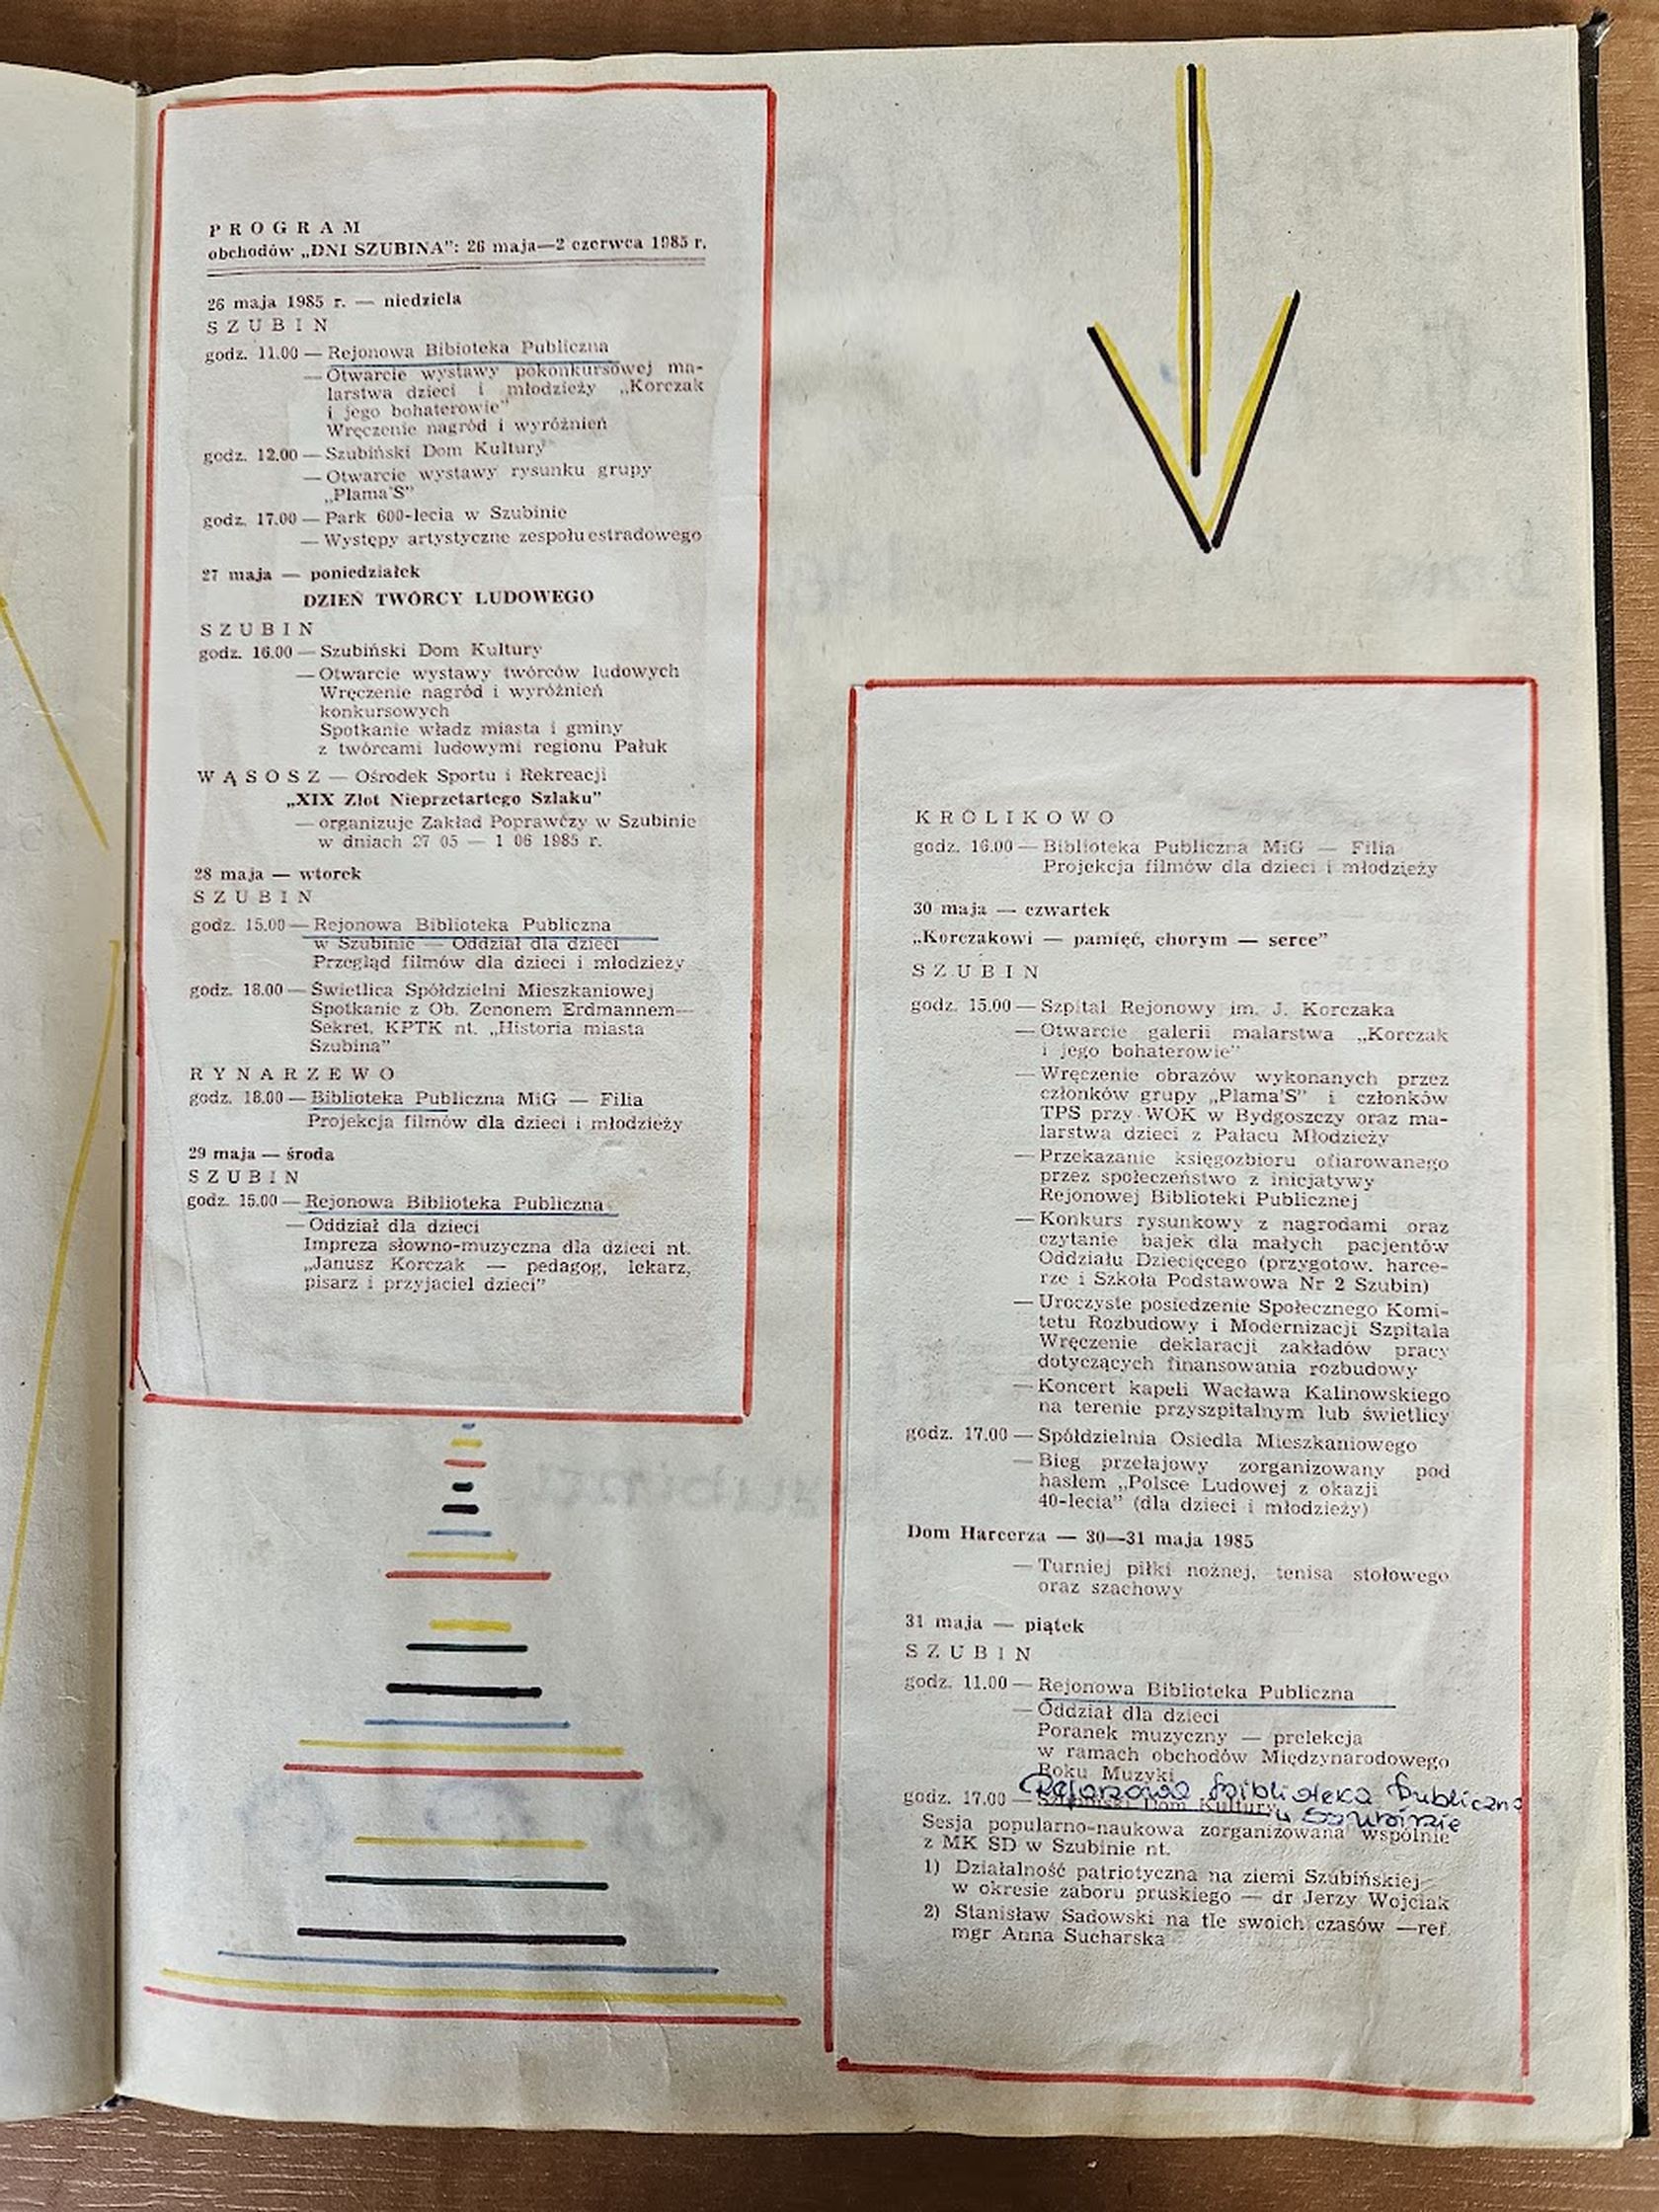 PROGRAM
obchodów „DNI SZUBINA”: 26 maja—2 czerwca 1985 r.
26 maja 1985 r. — niedziela
SZUBIN
godz. 11.00 — Rejonowa Bibioteka Publiczna
— Otwarcie wystawy pokonkursowej ma-
larstwa dzieci i młodzieży „Korczak
i jego bohaterowie”
Wręczenie nagród i wyróżnień
godz. 12.00 — Szubiński Dom Kultury
— Otwarcie wystawy rysunku grupy
„Plama'S”
godz. 17.00 — Park 600-lecia w Szubinie
— Występy artystyczne zespołu estradowego
27 maja — poniedziałek
DZIEŃ TWÓRCY LUDOWEGO
SZUBIN
godz. 16.00 — Szubiński Dom Kultury
— Otwarcie wystawy twórców ludowych
Wręczenie nagród i wyróżnień
konkursowych
Spotkanie władz miasta i gminy
z twórcami ludowymi regionu Pałuk
WĄSOSZ — Ośrodek Sportu i Rekreacji
„XIX Zlot Nieprzetartego Szlaku”
— organizuje Zakład Poprawczy w Szubinie
w dniach 27 05 — 1 06 1985 r.
28 maja — wtorek
SZUBIN
godz. 15.00 — Rejonowa Biblioteka Publiczna
w Szubinie — Oddział dla dzieci
Przegląd filmów dla dzieci i młodzieży
godz. 18.00 — Świetlica Spółdzielni Mieszkaniowej
Spotkanie z Ob. Zenonem Erdmannem—
Sekret. KPTK nt. „Historia miasta
Szubina”
RYNARZEWO
godz. 18.00 — Biblioteka Publiczna MiG — Filia
Projekcja filmów dla dzieci i młodzieży
29 maja — środa
SZUBIN
godz. 15.00 — Rejonowa Biblioteka Publiczna
— Oddział dla dzieci
Impreza słowno-muzyczna dla dzieci nt.
„Janusz Korczak — pedagog, lekarz,
pisarz i przyjaciel dzieci”
KRÓLIKOWO
godz. 16.00 — Biblioteka Publiczna MiG — Filia
Projekcja filmów dla dzieci i młodzieży
30 maja — czwartek
„Korczakowi — pamięć, chorym — serce”
SZUBIN
godz. 15.00 — Szpital Rejonowy im. J. Korczaka
— Otwarcie galerii malarstwa „Korczak
i jego bohaterowie”
— Wręczenie obrazów wykonanych przez
członków grupy „Plama'S” i członków
TPS przy WOK w Bydgoszczy oraz ma-
larstwa dzieci z Pałacu Młodzieży
— Przekazanie księgozbioru ofiarowanego
przez społeczeństwo z inicjatywy
Rejonowej Biblioteki Publicznej
— Konkurs rysunkowy z nagrodami oraz
czytanie bajek dla małych pacjentów
Oddziału Dziecięcego (przygotow. harce-
rze i Szkoła Podstawowa Nr 2 Szubin)
— Uroczyste posiedzenie Społecznego Komi-
tetu Rozbudowy i Modernizacji Szpitala
Wręczenie deklaracji zakładów pracy
dotyczących finansowania rozbudowy
— Koncert kapeli Wacława Kalinowskiego
na terenie przyszpitalnym lub świetlicy
godz. 17.00 — Spółdzielnia Osiedla Mieszkaniowego
— Bieg przełajowy zorganizowany pod
hasłem „Polsce Ludowej z okazji
40-lecia” (dla dzieci i młodzieży)
Dom Harcerza — 30—31 maja 1985
— Turniej piłki nożnej, tenisa stołowego
oraz szachowy
31 maja — piątek
SZUBIN
godz. 11.00 — Rejonowa Biblioteka Publiczna
— Oddział dla dzieci
Poranek muzyczny — prelekcja
w ramach obchodów Międzynarodowego
Roku Muzyki
Rejonowa Biblioteka Publiczna
godz. 17.00 — Szubiński Dom Kultury
w Szubinie
Sesja popularno-naukowa zorganizowana wspólnie
z MK SD w Szubinie nt.
1) Działalność patriotyczna na ziemi Szubińskiej
w okresie zaboru pruskiego — dr Jerzy Wojciak
2) Stanisław Sadowski na tle swoich czasów —ref.
mgr Anna Sucharska